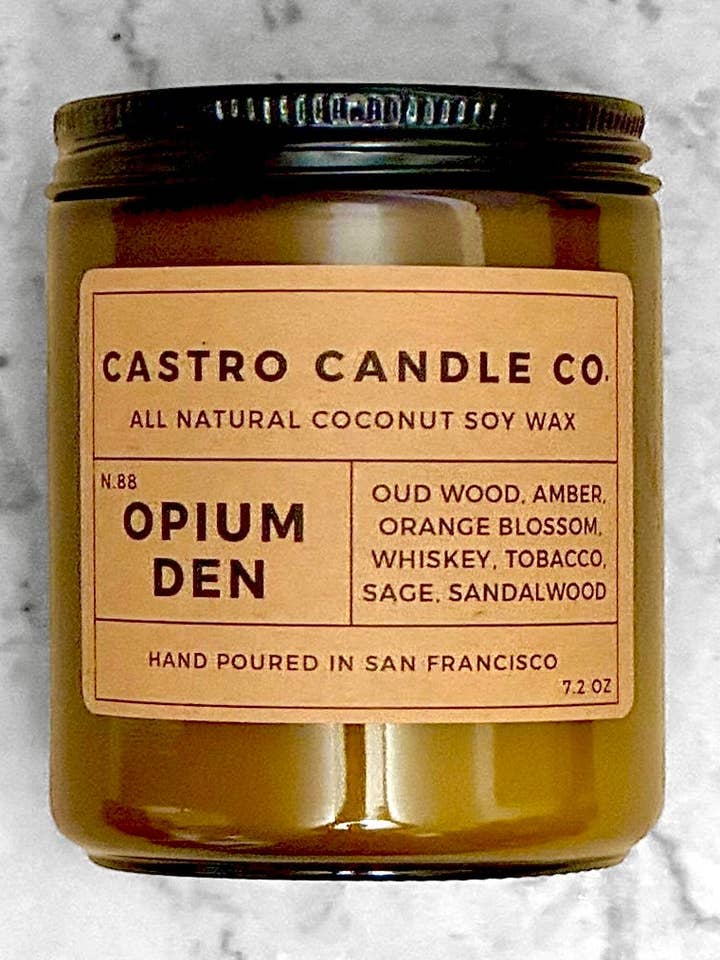 CASTRO CANDLE CO.
ALL NATURAL COCONUT SOY WAX
N.88
OPIUM
DEN
OUD WOOD, AMBER,
ORANGE BLOSSOM,
WHISKEY, TOBACCO,
SAGE, SANDALWOOD
HAND POURED IN SAN FRANCISCO
7.2 OZ